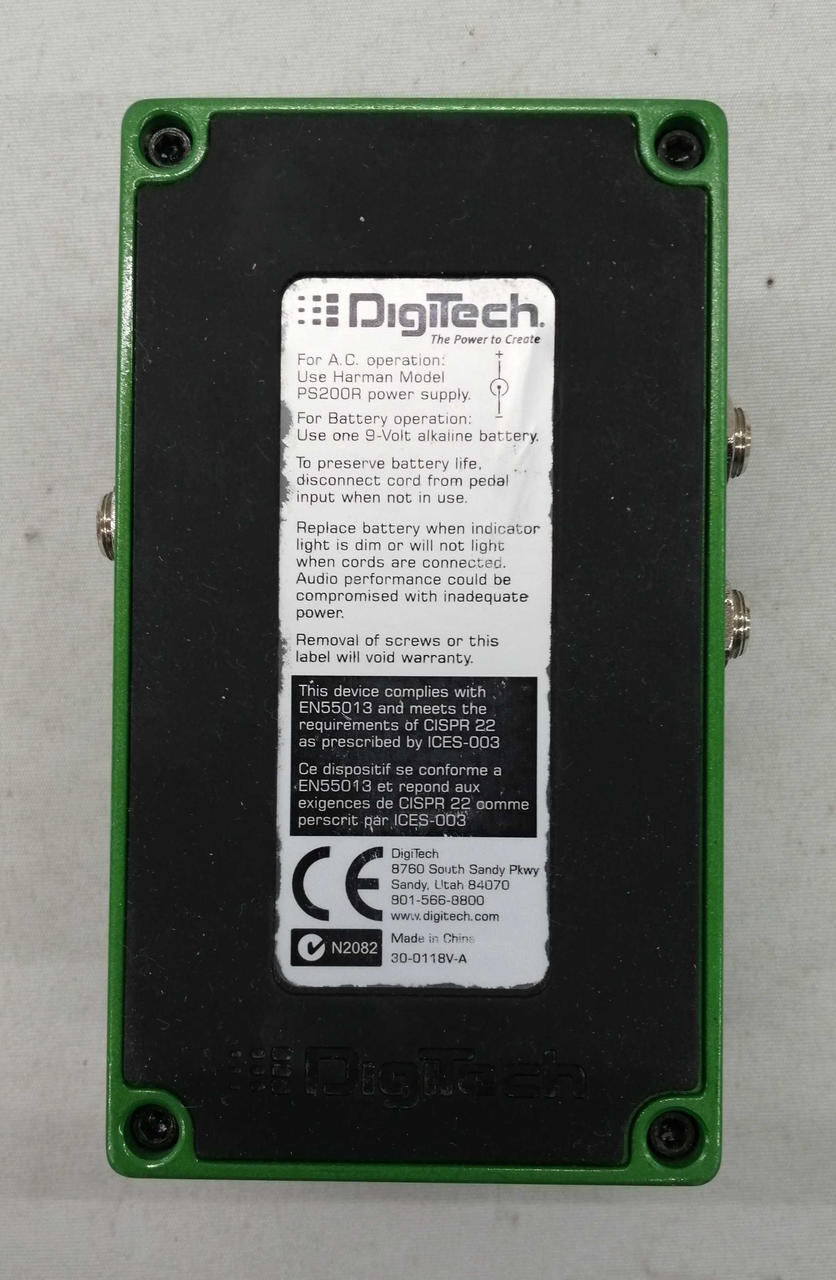 DigiTech.
The Power to Create
For A.C. operation:
Use Harman Model
PS200R power supply.
+
-
For Battery operation:
Use one 9-Volt alkaline battery.
To preserve battery life,
disconnect cord from pedal
input when not in use.
Replace battery when indicator
light is dim or will not light
when cords are connected.
Audio performance could be
compromised with inadequate
power.
Removal of screws or this
label will void warranty.
This device complies with
EN55013 and meets the
requirements of CISPR 22
as prescribed by ICES-003
Ce dispositif se conforme a
EN55013 et repond aux
exigences de CISPR 22 comme
perscrit par ICES-003
CE
DigiTech
8760 South Sandy Pkwy
Sandy, Utah 84070
801-566-8800
www.digitech.com
N2082
Made in China
30-0118V-A
DigiTech